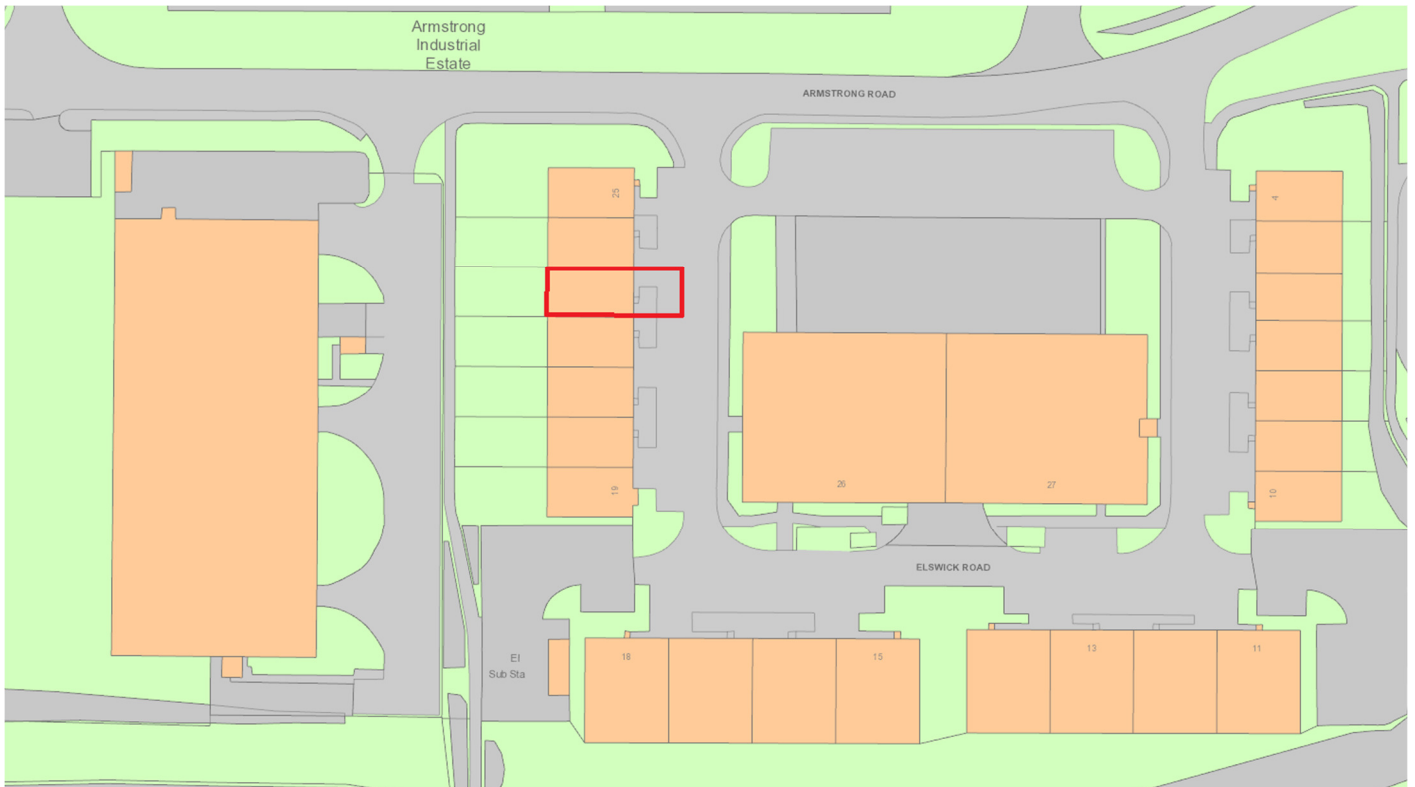 Armstrong
Industrial
Estate
ARMSTRONG ROAD
25
4
19
26
27
10
ELSWICK ROAD
El
Sub Sta
18
15
13
11